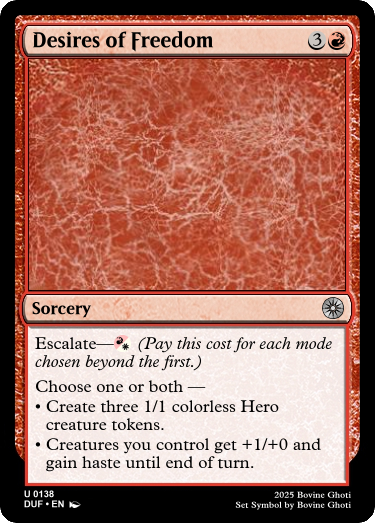 Desires of Freedom 3
Sorcery
Escalate— (Pay this cost for each mode
chosen beyond the first.)
Choose one or both —
• Create three 1/1 colorless Hero
creature tokens.
• Creatures you control get +1/+0 and
gain haste until end of turn.
U 0138
DUF • EN
2025 Bovine Ghoti
Set Symbol by Bovine Ghoti